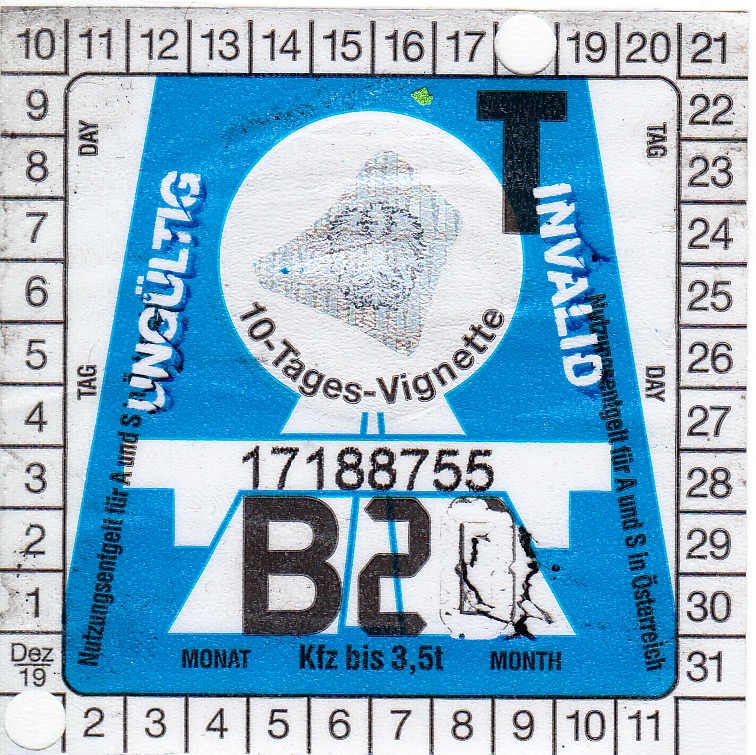 10 11 12 13 14 15 16 17 19 20 21
9 22
8 23
7 24
6 25
5 26
4 27
3 28
2 29
1 30
Dez 19 31
2 3 4 5 6 7 8 9 10 11
DAY
TAG
TAG
DAY
T
UNGÜLTIG
INVALID
10-Tages-Vignette
17188755
B2
Nutzungsentgelt für A und S
Nutzungsentgelt für A und S in Österreich
MONAT Kfz bis 3,5t MONTH